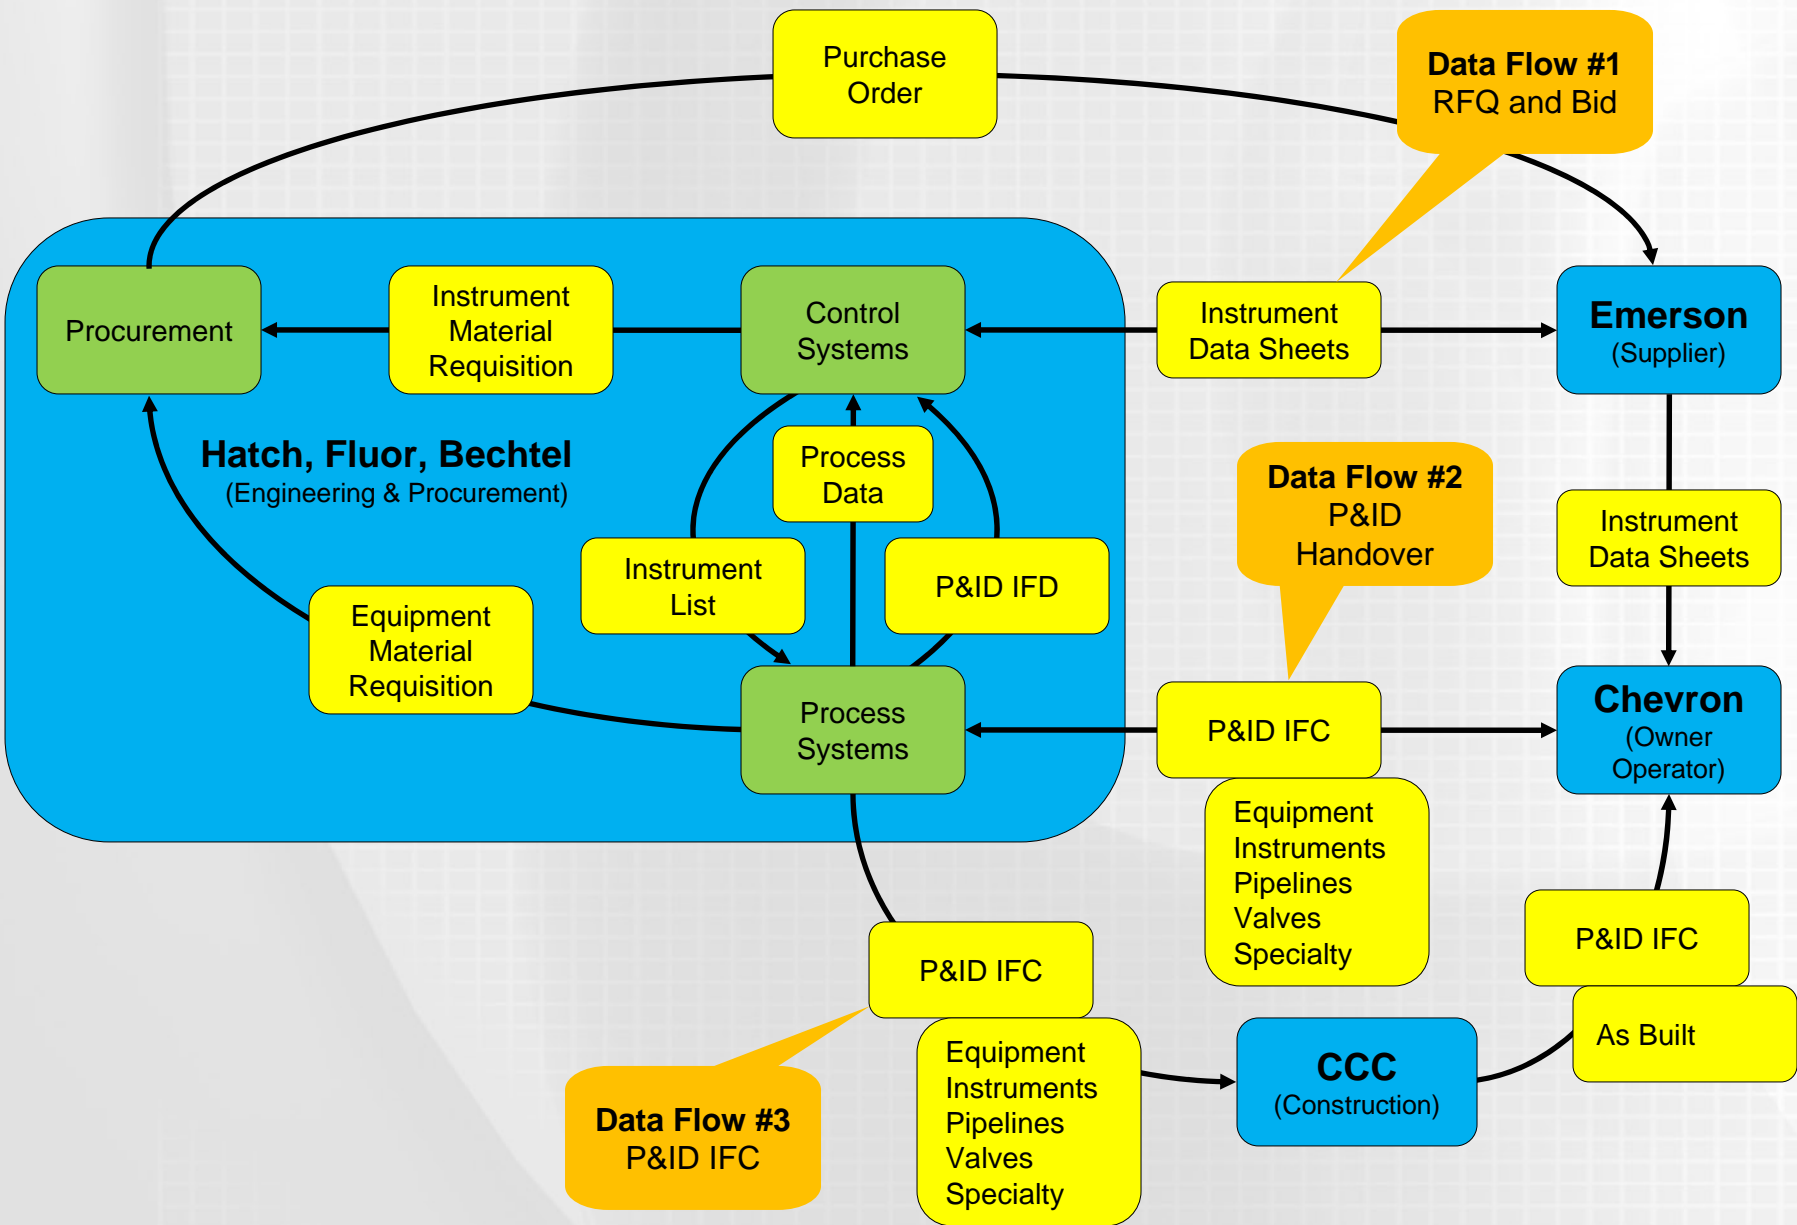 Purchase
Order
Data Flow #1
RFQ and Bid
Procurement
Instrument
Material
Requisition
Control
Systems
Instrument
Data Sheets
Emerson
(Supplier)
Hatch, Fluor, Bechtel
(Engineering & Procurement)
Process
Data
Data Flow #2
P&ID
Handover
Instrument
Data Sheets
Instrument
List
P&ID IFD
Equipment
Material
Requisition
Process
Systems
P&ID IFC
Chevron
(Owner
Operator)
Equipment
Instruments
Pipelines
Valves
Specialty
P&ID IFC
As Built
P&ID IFC
Equipment
Instruments
Pipelines
Valves
Specialty
CCC
(Construction)
Data Flow #3
P&ID IFC